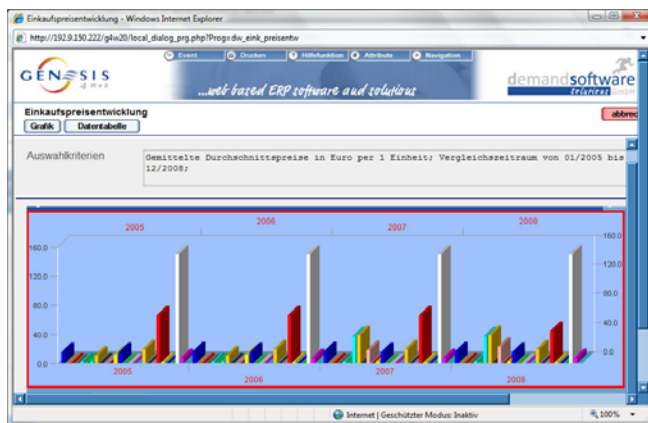 Einkaufspreisentwicklung - Windows Internet Explorer
http://192.9.150.222/g4w20/local_dialog_prg.php?Prog=dw_eink_preisentw
Event Drucken Hilfefunktion Attribute Navigation
GENESIS
4 Web
...web based ERP software and solutions
demandsoftware
solutions GmbH
Einkaufspreisentwicklung
abbrec
Grafik Datentabelle
Auswahlkriterien
Gemittelte Durchschnittspreise in Euro per 1 Einheit; Vergleichszeitraum von 01/2005 bis
12/2008;
2005 2006 2007 2008
160.0 160.0
120.0 120.0
80.0 80.0
40.0 40.0
0.0 0.0
2005 2006 2007 2008
Internet | Geschützter Modus: Inaktiv
100%